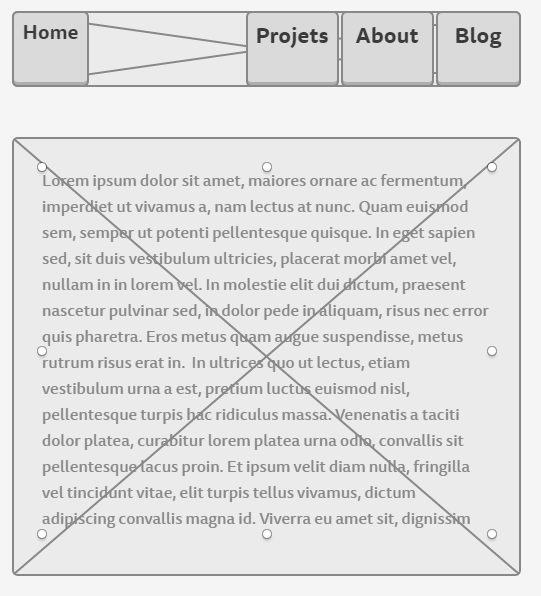 Home Projets About Blog
Lorem ipsum dolor sit amet, maiores ornare ac fermentum,
imperdiet ut vivamus a, nam lectus at nunc. Quam euismod
sem, semper ut potenti pellentesque quisque. In eget sapien
sed, sit duis vestibulum ultricies, placerat morbi amet vel,
nullam in in lorem vel. In molestie elit dui dictum, praesent
nascetur pulvinar sed, in dolor pede in aliquam, risus nec error
quis pharetra. Eros metus quam augue suspendisse, metus
rutrum risus erat in.  In ultrices quo ut lectus, etiam
vestibulum urna a est, pretium luctus euismod nisl,
pellentesque turpis hac ridiculus massa. Venenatis a taciti
dolor platea, curabitur lorem platea urna odio, convallis sit
pellentesque lacus proin. Et ipsum velit diam nulla, fringilla
vel tincidunt vitae, elit turpis tellus vivamus, dictum
adipiscing convallis magna id. Viverra eu amet sit, dignissim